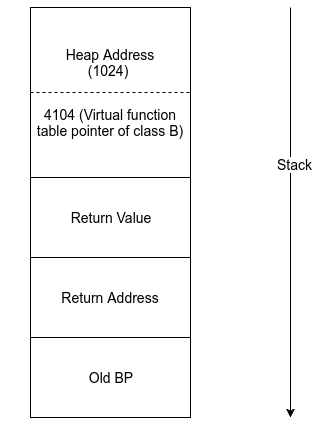 Heap Address
(1024)
4104 (Virtual function
table pointer of class B)
Stack
Return Value
Return Address
Old BP